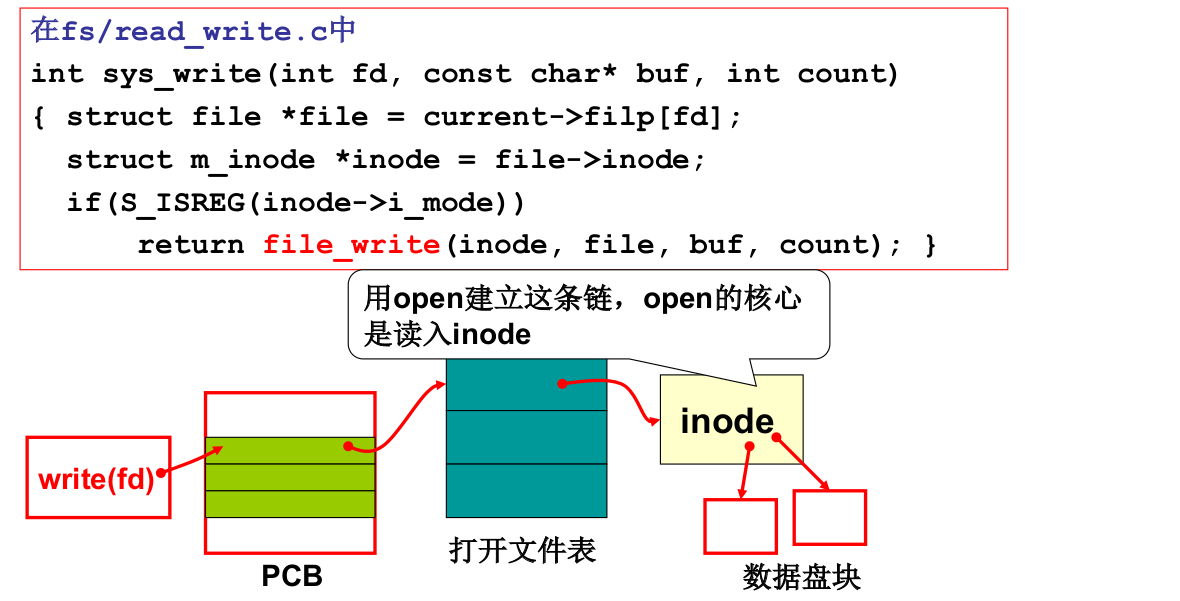 在fs/read_write.c中
int sys_write(int fd, const char* buf, int count)
{ struct file *file = current->filp[fd];
struct m_inode *inode = file->inode;
if(S_ISREG(inode->i_mode))
return file_write(inode, file, buf, count); }
用open建立这条链，open的核心
是读入inode
inode
write(fd)
打开文件表
PCB
数据盘块